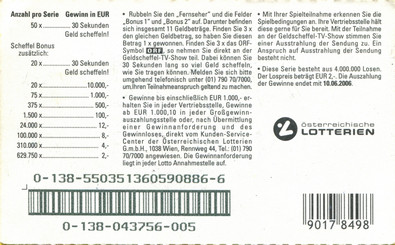 Anzahl pro Serie Gewinn in EUR
50 x 30 Sekunden
Geld scheffeln!
Scheffel Bonus
zusätzlich:
20 x 30 Sekunden
Geld scheffeln!
20 x 10.000,-
75 x 1.000,-
375 x 500,-
1.500 x 100,-
24.000 x 12,-
100.000 x 4,-
310.000 x 2,-
629.750 x 2,-
• Rubbeln Sie den „Fernseher“ und die Felder
„Bonus 1“ und „Bonus 2“ auf. Darunter befinden
sich insgesamt 11 Geldbeträge. Finden Sie 3 x
den gleichen Geldbetrag, so haben Sie diesen
Betrag 1 x gewonnen. Finden Sie 3 x das ORF-
Symbol ORF, so nehmen Sie direkt an der
Geldscheffel-TV-Show teil. Dabei können Sie
30 Sekunden lang so viel Geld scheffeln,
wie Sie tragen können. Melden Sie sich bitte
umgehend telefonisch unter (01) 790 70/7000,
um Ihren Teilnahmeanspruch geltend zu machen.
• Gewinne bis einschließlich EUR 1.000,- er-
halten Sie in jeder Vertriebsstelle, Gewinne
ab EUR 1.000,10 in jeder Großgewinn-
auszahlungsstelle oder, nach Übermittlung
einer Gewinnanforderung und des
Gewinnloses, direkt vom Kunden-Service-
Center der Österreichischen Lotterien
G.m.b.H., 1038 Wien, Rennweg 44, Tel.: (01) 790
70/7000 angewiesen. Die Gewinnanforderung
liegt in jeder Lotto Annahmestelle auf.
• Mit Ihrer Spielteilnahme erkennen Sie die
Spielbedingungen an. Ihre Vertriebsstelle hält
diese gerne für Sie bereit. Mit der Teilnahme
an der Geldscheffel-TV-Show stimmen Sie
einer Ausstrahlung der Sendung zu. Ein
Anspruch auf Ausstrahlung der Sendung
besteht nicht.
• Diese Serie besteht aus 4.000.000 Losen.
Der Lospreis beträgt EUR 2,-. Die Auszahlung
der Gewinne endet mit 10.06.2006.
österreichische
LOTTERIEN
0-138-550351360590886-6
0-138-043756-005
9017 8498